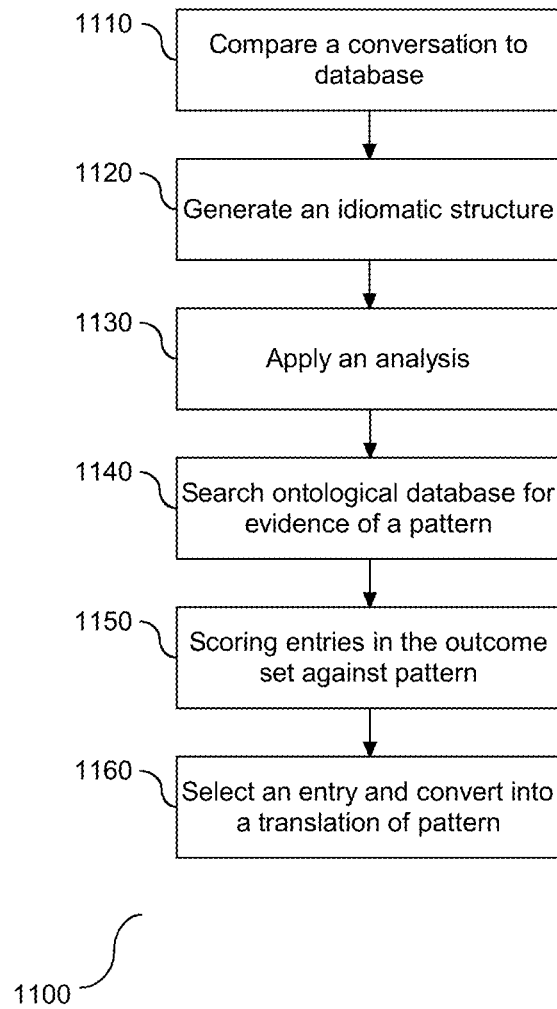 1110
Compare a conversation to
database
1120
Generate an idiomatic structure
1130
Apply an analysis
1140
Search ontological database for
evidence of a pattern
1150
Scoring entries in the outcome
set against pattern
1160
Select an entry and convert into
a translation of pattern
1100